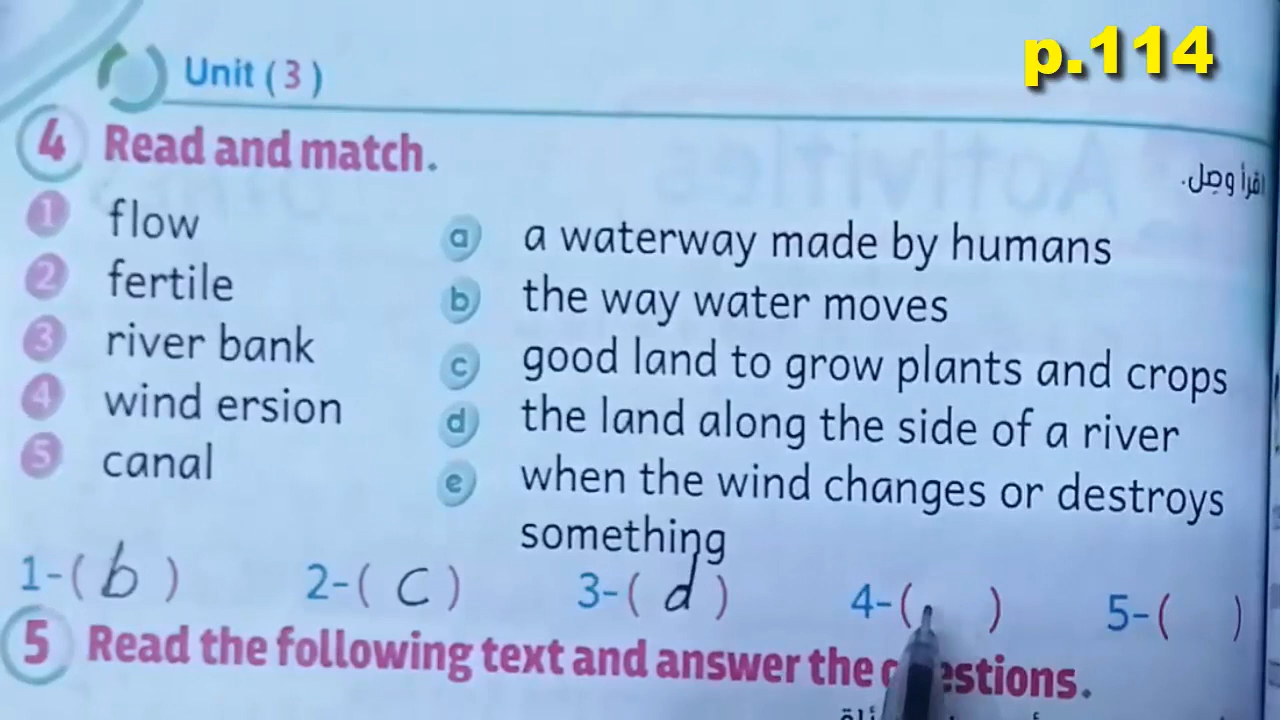 p.114
Unit (3)
4 Read and match.
اقرأ وصل.
1 flow
2 fertile
3 river bank
4 wind ersion
5 canal
a a waterway made by humans
b the way water moves
c good land to grow plants and crops
d the land along the side of a river
e when the wind changes or destroys
something
1-( b ) 2-( c ) 3-( d ) 4-( ) 5-( )
5 Read the following text and answer the questions.